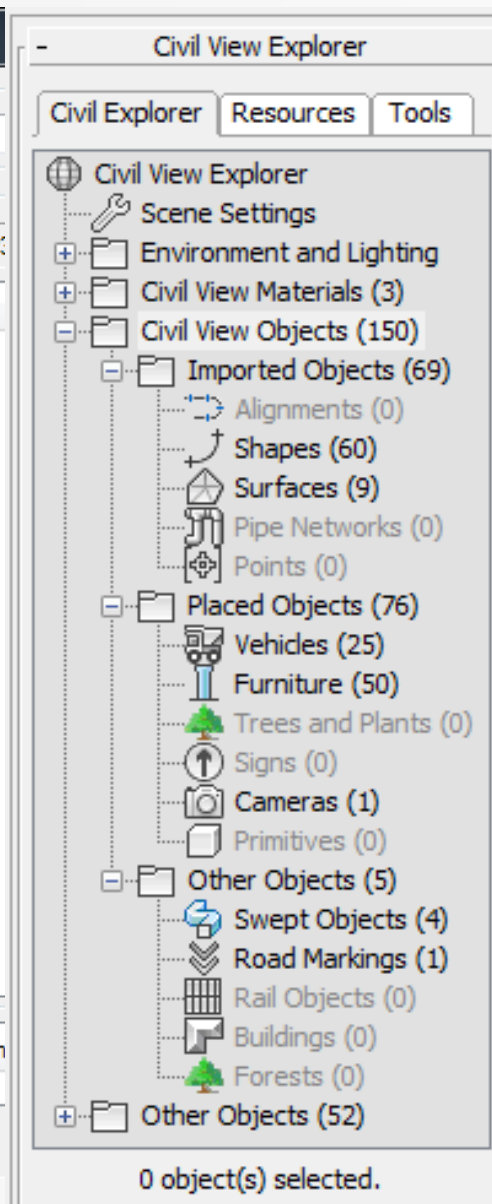 - Civil View Explorer
Civil Explorer Resources Tools
Civil View Explorer
Scene Settings
Environment and Lighting
Civil View Materials (3)
Civil View Objects (150)
Imported Objects (69)
Alignments (0)
Shapes (60)
Surfaces (9)
Pipe Networks (0)
Points (0)
Placed Objects (76)
Vehicles (25)
Furniture (50)
Trees and Plants (0)
Signs (0)
Cameras (1)
Primitives (0)
Other Objects (5)
Swept Objects (4)
Road Markings (1)
Rail Objects (0)
Buildings (0)
Forests (0)
Other Objects (52)
0 object(s) selected.